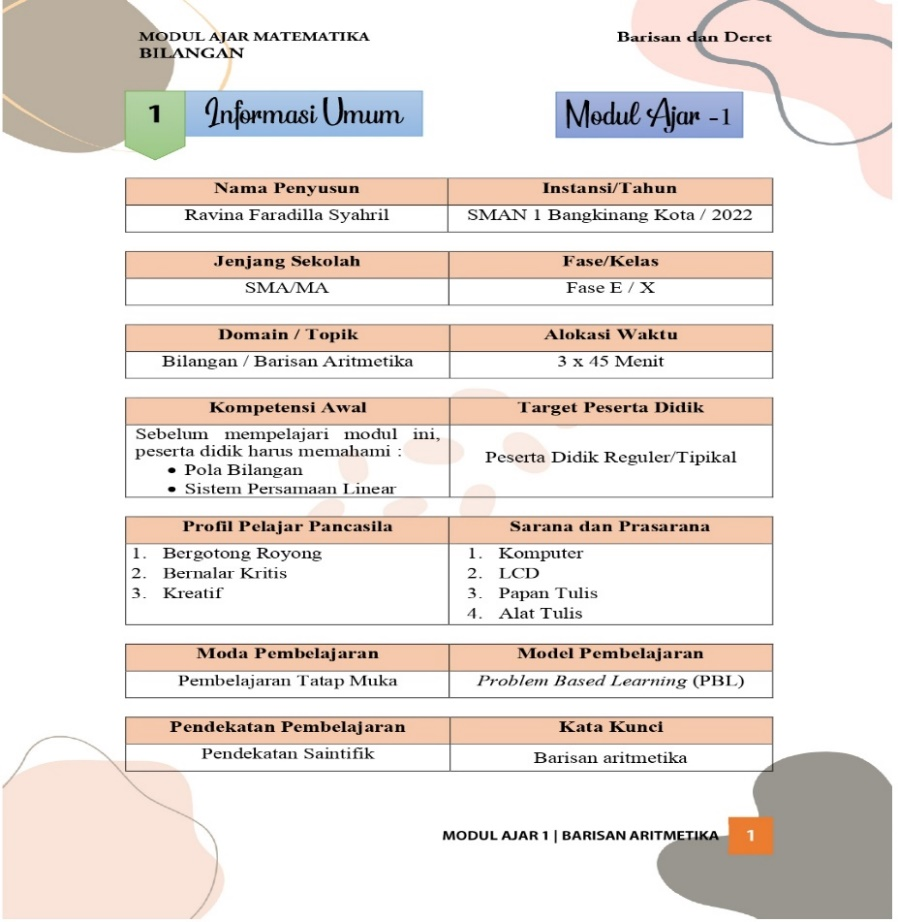 MODUL AJAR MATEMATIKA
BILANGAN
Barisan dan Deret
1 Informasi Umum
Modul Ajar -1
Nama Penyusun Instansi/Tahun
Ravina Faradilla Syahril SMAN 1 Bangkinang Kota / 2022
Jenjang Sekolah Fase/Kelas
SMA/MA Fase E / X
Domain / Topik Alokasi Waktu
Bilangan / Barisan Aritmetika 3 x 45 Menit
Kompetensi Awal Target Peserta Didik
Sebelum mempelajari modul ini,
peserta didik harus memahami :
• Pola Bilangan
• Sistem Persamaan Linear
Peserta Didik Reguler/Tipikal
Profil Pelajar Pancasila Sarana dan Prasarana
1. Bergotong Royong
2. Bernalar Kritis
3. Kreatif
1. Komputer
2. LCD
3. Papan Tulis
4. Alat Tulis
Moda Pembelajaran Model Pembelajaran
Pembelajaran Tatap Muka Problem Based Learning (PBL)
Pendekatan Pembelajaran Kata Kunci
Pendekatan Saintifik Barisan aritmetika
MODUL AJAR 1 | BARISAN ARITMETIKA 1